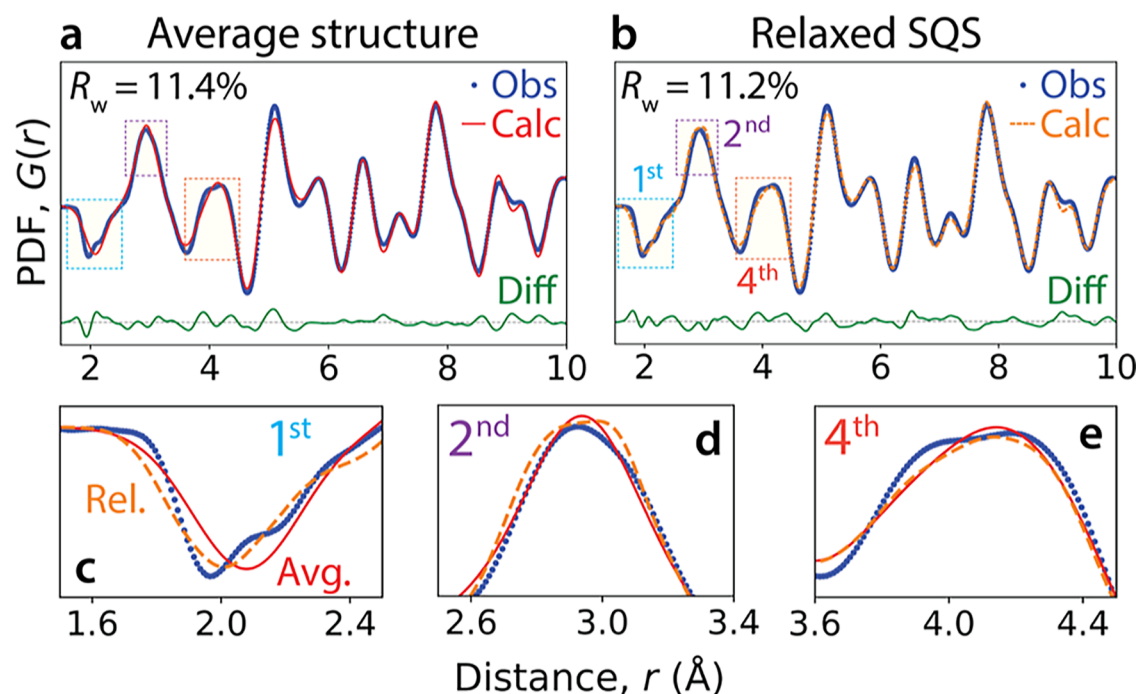 a Average structure
b Relaxed SQS
PDF, G(r)
Rw = 11.4%
Obs
Calc
Diff
2 4 6 8 10
Rw = 11.2%
Obs
Calc
1st
2nd
4th
Diff
2 4 6 8 10
1st
Rel.
Avg.
c
1.6 2.0 2.4
2nd
d
2.6 3.0 3.4
4th
e
3.6 4.0 4.4
Distance, r (Å)